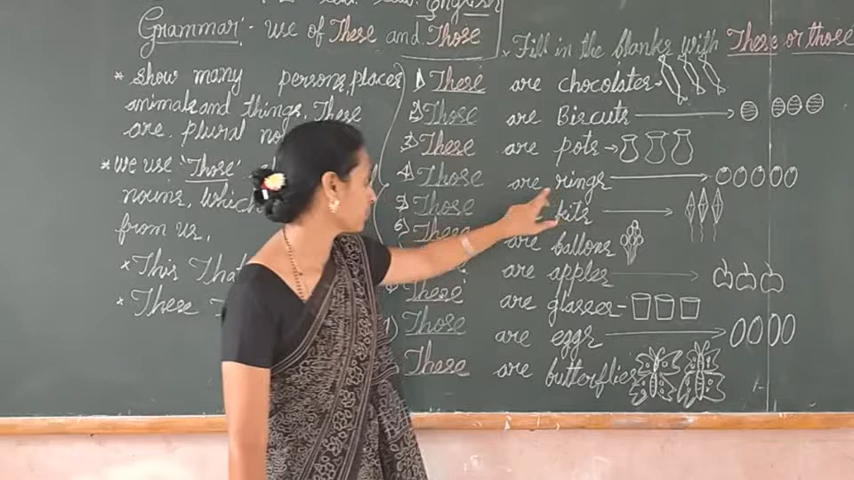 English
Grammar - use of These and Those
* show many persons, places,
animals, and things, these
are plural
* we use 'Those'
nouns, which
from us,
* This
* These
* Fill in the blanks with These or those
1 These are chocolates
2. Those are Biscuits
3. These are pots
4. Those are rings
5 Those kits
6. These are ballons
are apples
These are glasses
Those are eggs
These are butterflies